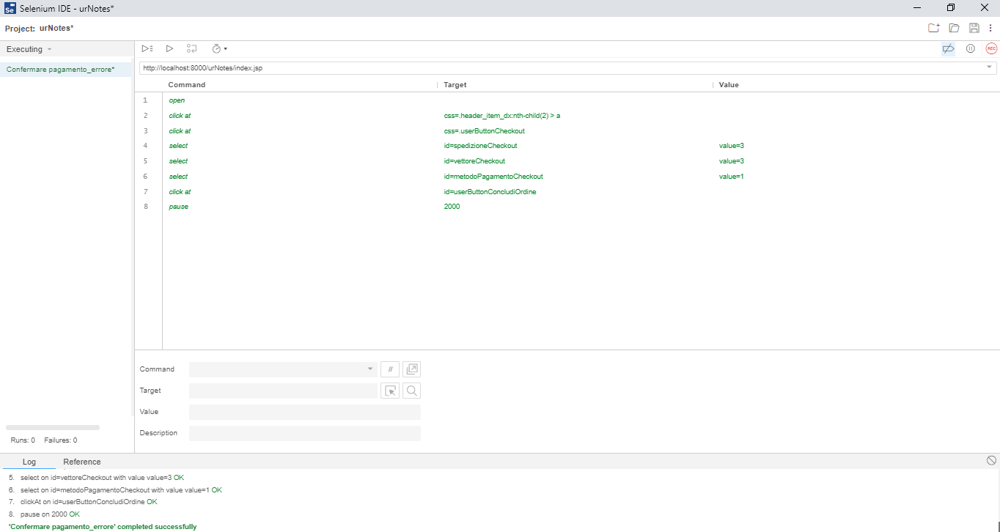 Selenium IDE - urNotes*
Project: urNotes*
Executing
Confermare pagamento_errore*
http://localhost:8000/urNotes/index.jsp
Command Target Value
1 open
2 click at css=.header_item_dx:nth-child(2) > a
3 click at css=.userButtonCheckout
4 select id=spedizioneCheckout value=3
5 select id=vettoreCheckout value=3
6 select id=metodoPagamentoCheckout value=1
7 click at id=userButtonConcludiOrdine
8 pause 2000
Command //
Target
Value
Description
Runs: 0 Failures: 0
Log Reference
5. select on id=vettoreCheckout with value value=3 OK
6. select on id=metodoPagamentoCheckout with value value=1 OK
7. clickAt on id=userButtonConcludiOrdine OK
8. pause on 2000 OK
'Confermare pagamento_errore' completed successfully
Se
REC